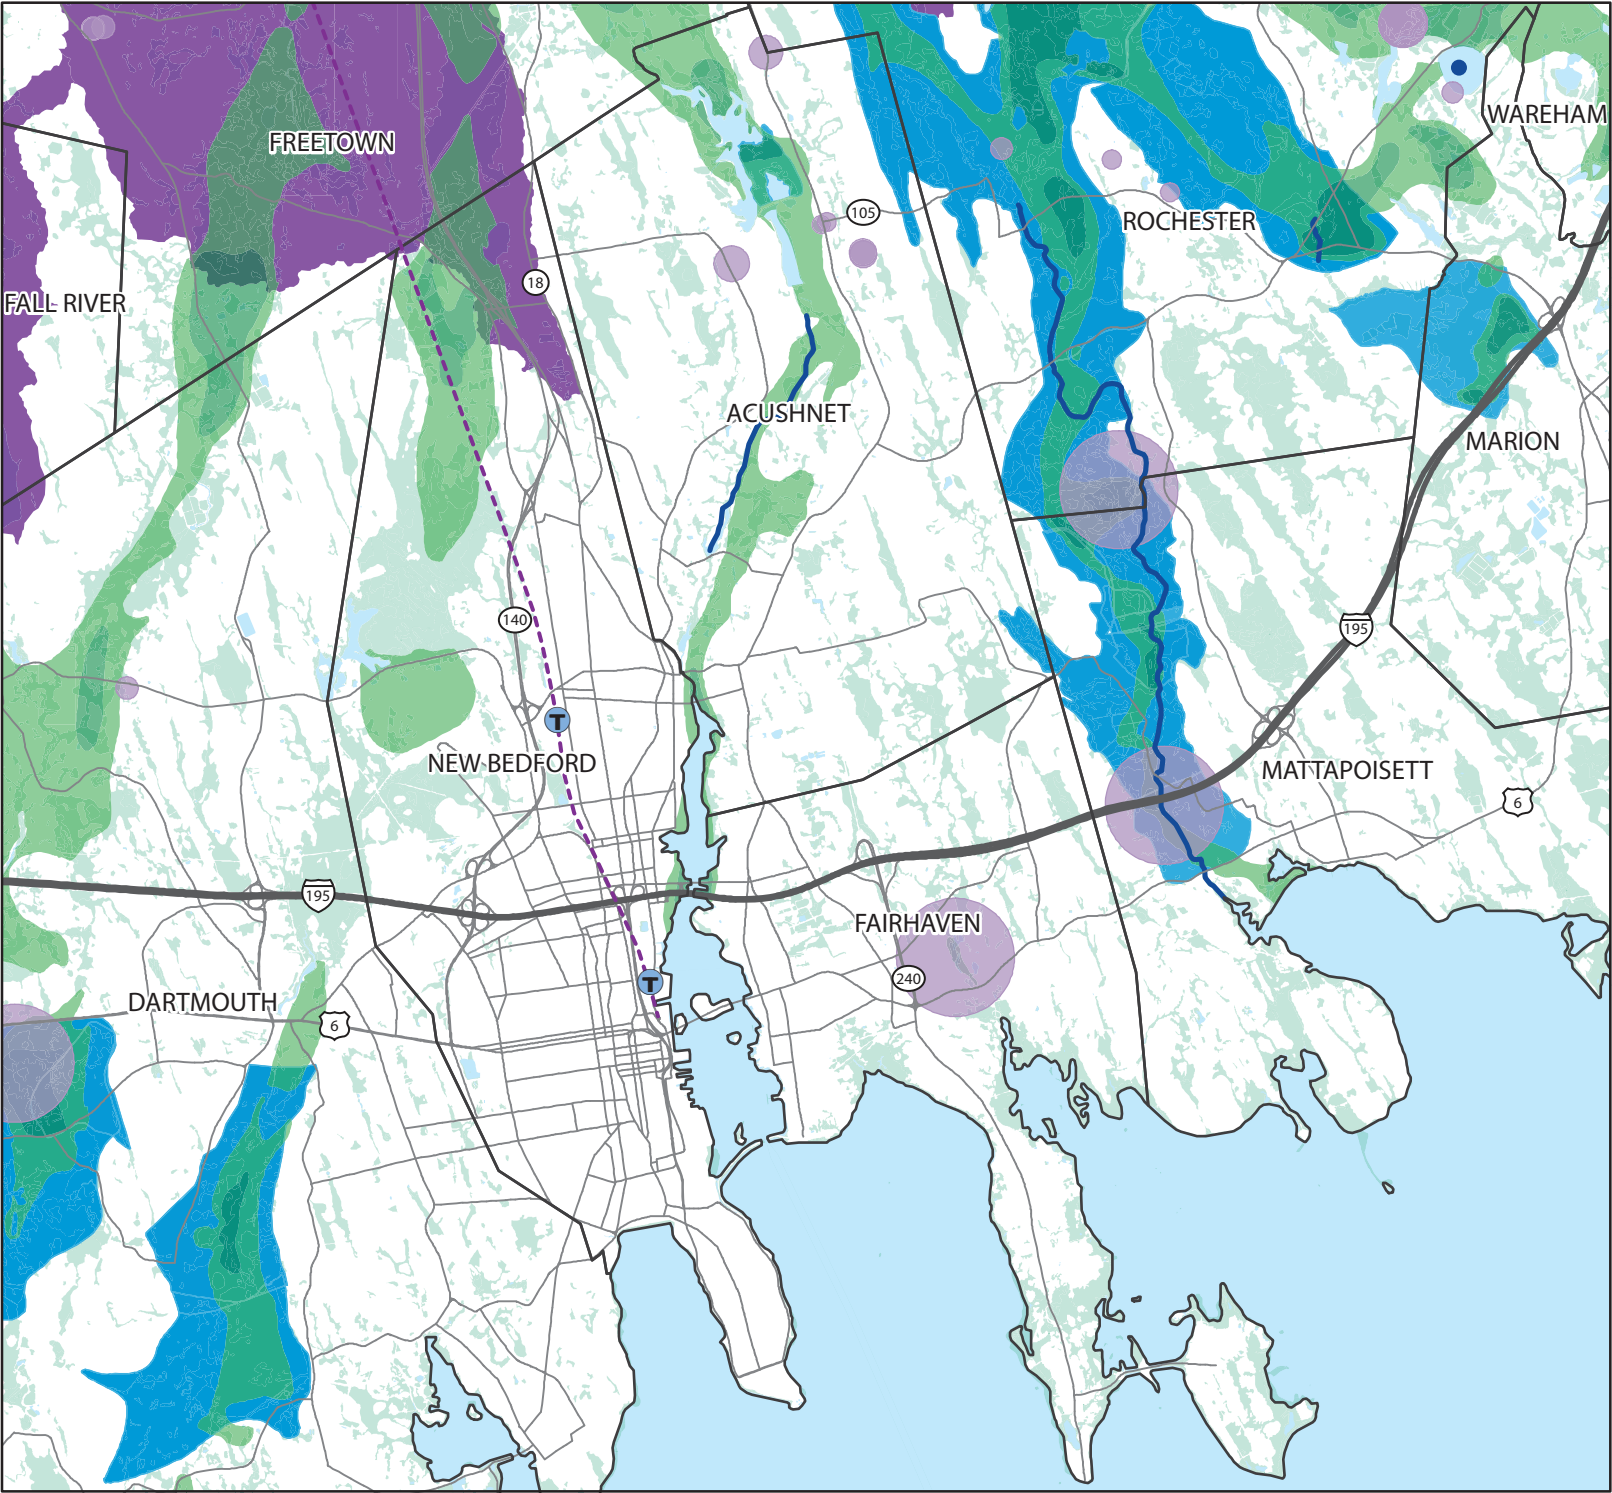 WAREHAM
FREETOWN
105
ROCHESTER
18
FALL RIVER
ACUSHNET
MARION
140
195
T
NEW BEDFORD
MATTAPOISETT
6
195
FAIRHAVEN
240
T
DARTMOUTH
6